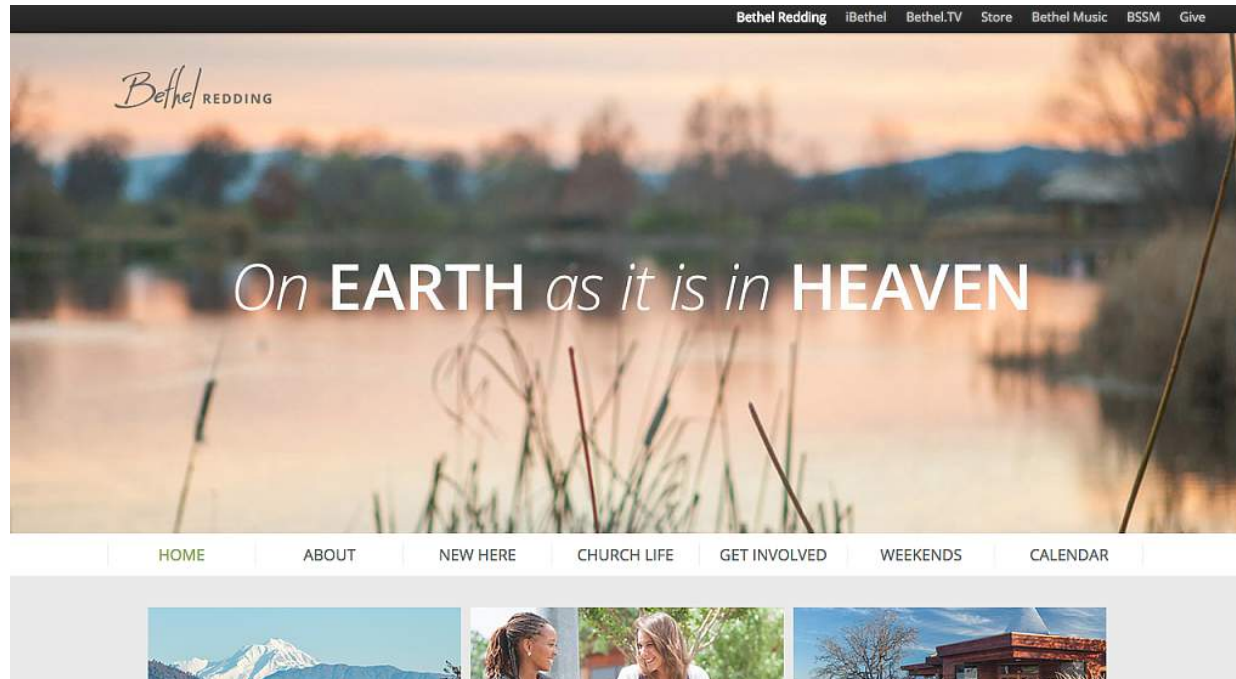 Bethel Redding iBethel Bethel.TV Store Bethel Music BSSM Give
Bethel REDDING
On EARTH as it is in HEAVEN
HOME ABOUT NEW HERE CHURCH LIFE GET INVOLVED WEEKENDS CALENDAR